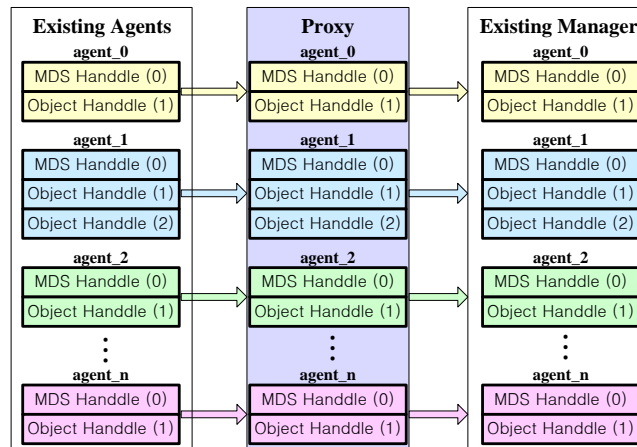 Existing Agents
agent_0
MDS Handdle (0)
Object Handdle (1)
agent_1
MDS Handdle (0)
Object Handdle (1)
Object Handdle (2)
agent_2
MDS Handdle (0)
Object Handdle (1)
agent_n
MDS Handdle (0)
Object Handdle (1)
Proxy
agent_0
MDS Handdle (0)
Object Handdle (1)
agent_1
MDS Handdle (0)
Object Handdle (1)
Object Handdle (2)
agent_2
MDS Handdle (0)
Object Handdle (1)
agent_n
MDS Handdle (0)
Object Handdle (1)
Existing Manager
agent_0
MDS Handdle (0)
Object Handdle (1)
agent_1
MDS Handdle (0)
Object Handdle (1)
Object Handdle (2)
agent_2
MDS Handdle (0)
Object Handdle (1)
agent_n
MDS Handdle (0)
Object Handdle (1)